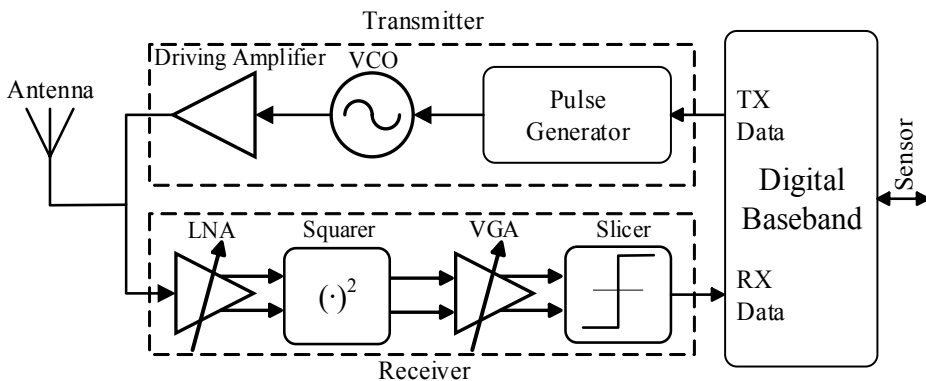 Transmitter
Driving Amplifier
VCO
Antenna
Pulse
Generator
TX
Data
Digital
Baseband
Sensor
LNA
Squarer
VGA
Slicer
(·)²
RX
Data
Receiver